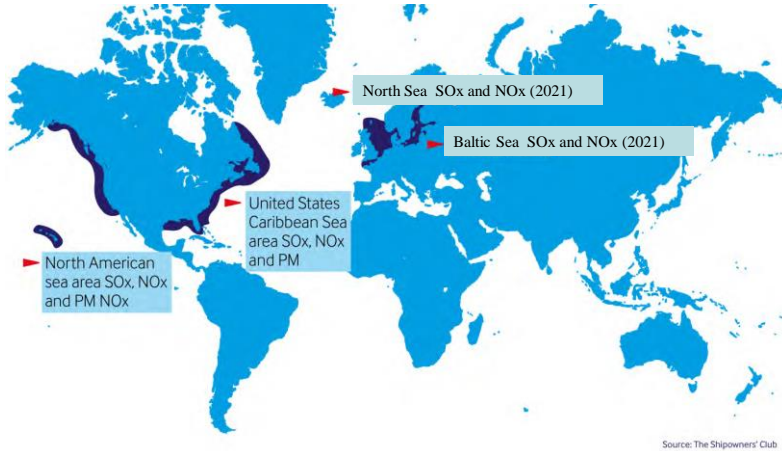 North Sea SOx and NOx (2021)
Baltic Sea SOx and NOx (2021)
United States
Caribbean Sea
area SOx, NOx
and PM
North American
sea area SOx, NOx
and PM NOx
Source: The Shipowners' Club